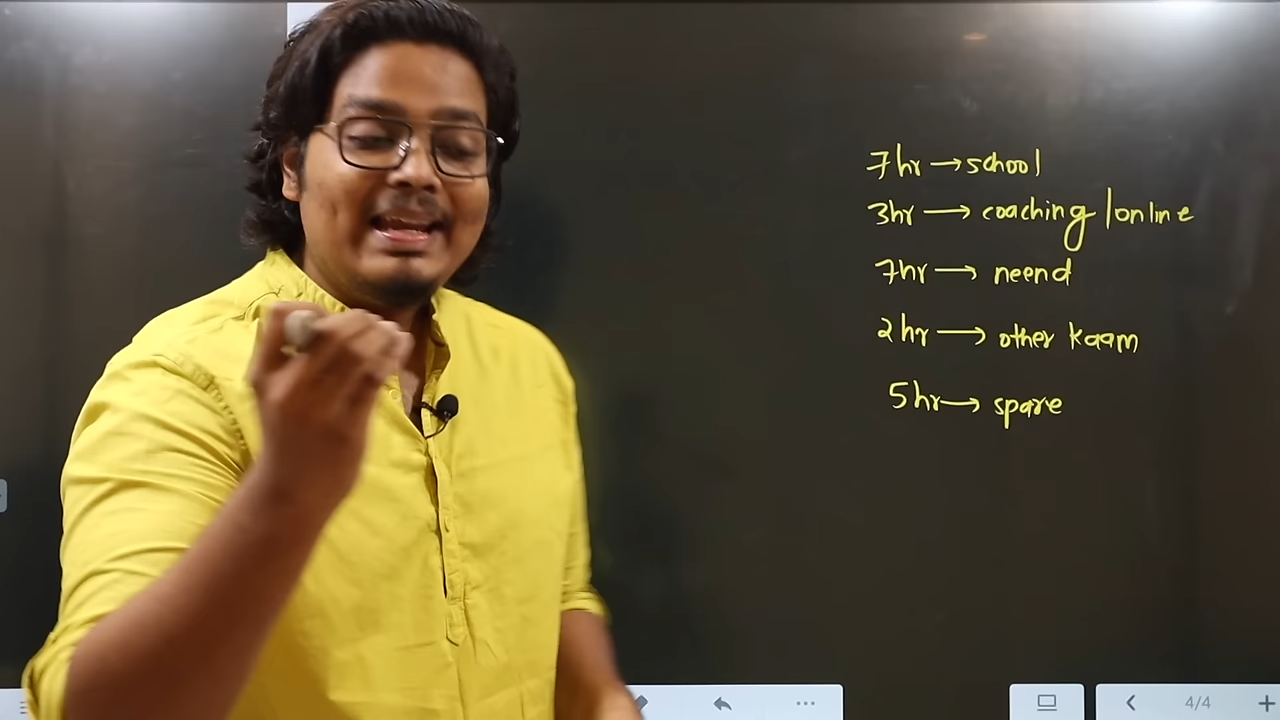 7hr → school
3hr → coaching / online
7hr → neend
2hr → other kaam
5hr → spare
4/4